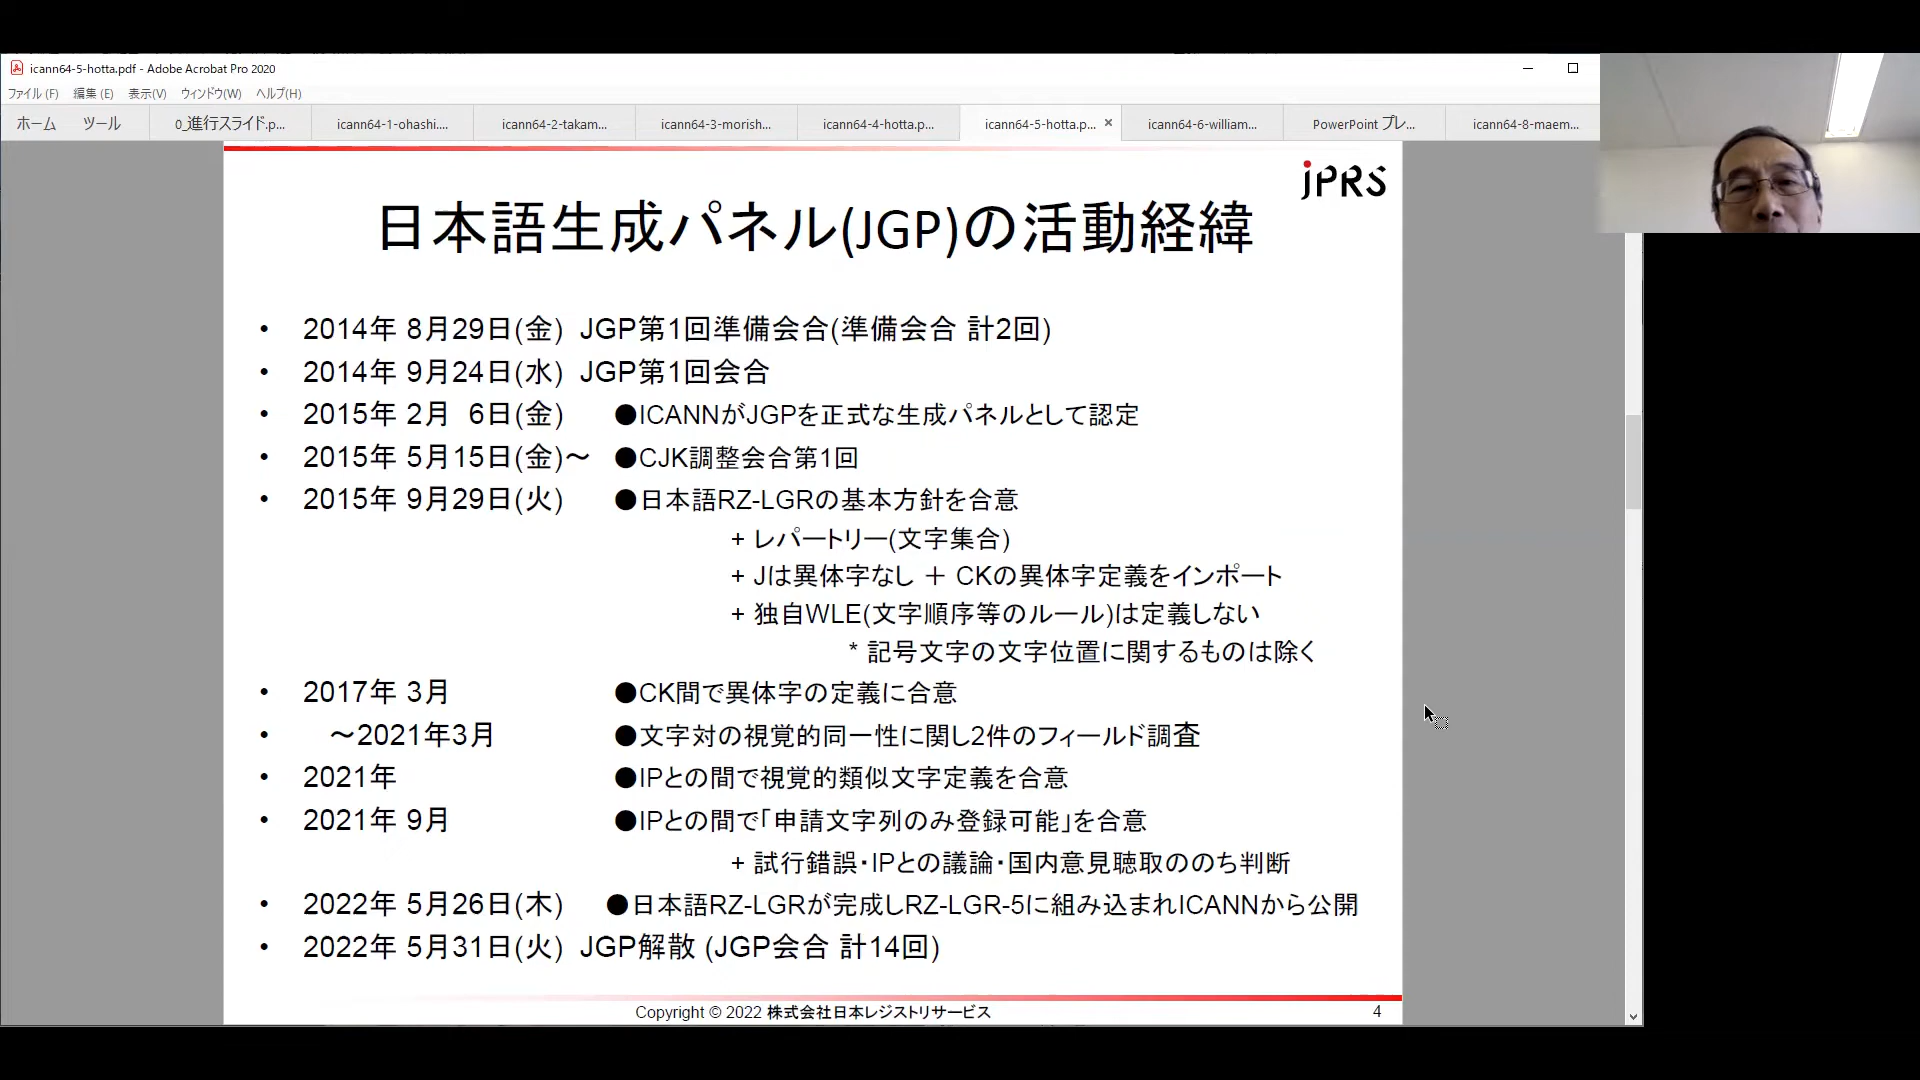 icann64-5-hotta.pdf - Adobe Acrobat Pro 2020
ファイル(F) 編集(E) 表示(V) ウィンドウ(W) ヘルプ(H)
ホーム ツール 0_進行スライド.p... icann64-1-ohashi.... icann64-2-takam... icann64-3-morish... icann64-4-hotta.p... icann64-5-hotta.p... × icann64-6-william... PowerPoint プレ... icann64-8-maem...
jPRS
日本語生成パネル(JGP)の活動経緯
• 2014年 8月29日(金) JGP第1回準備会合(準備会合 計2回)
• 2014年 9月24日(水) JGP第1回会合
• 2015年 2月 6日(金) ●ICANNがJGPを正式な生成パネルとして認定
• 2015年 5月15日(金)～ ●CJK調整会合第1回
• 2015年 9月29日(火) ●日本語RZ-LGRの基本方針を合意
+ レパートリー(文字集合)
+ Jは異体字なし ＋ CKの異体字定義をインポート
+ 独自WLE(文字順序等のルール)は定義しない
* 記号文字の文字位置に関するものは除く
• 2017年 3月 ●CK間で異体字の定義に合意
• ～2021年3月 ●文字対の視覚的同一性に関し2件のフィールド調査
• 2021年 ●IPとの間で視覚的類似文字定義を合意
• 2021年 9月 ●IPとの間で｢申請文字列のみ登録可能｣を合意
+ 試行錯誤･IPとの議論･国内意見聴取ののち判断
• 2022年 5月26日(木) ●日本語RZ-LGRが完成しRZ-LGR-5に組み込まれICANNから公開
• 2022年 5月31日(火) JGP解散 (JGP会合 計14回)
Copyright © 2022 株式会社日本レジストリサービス 4